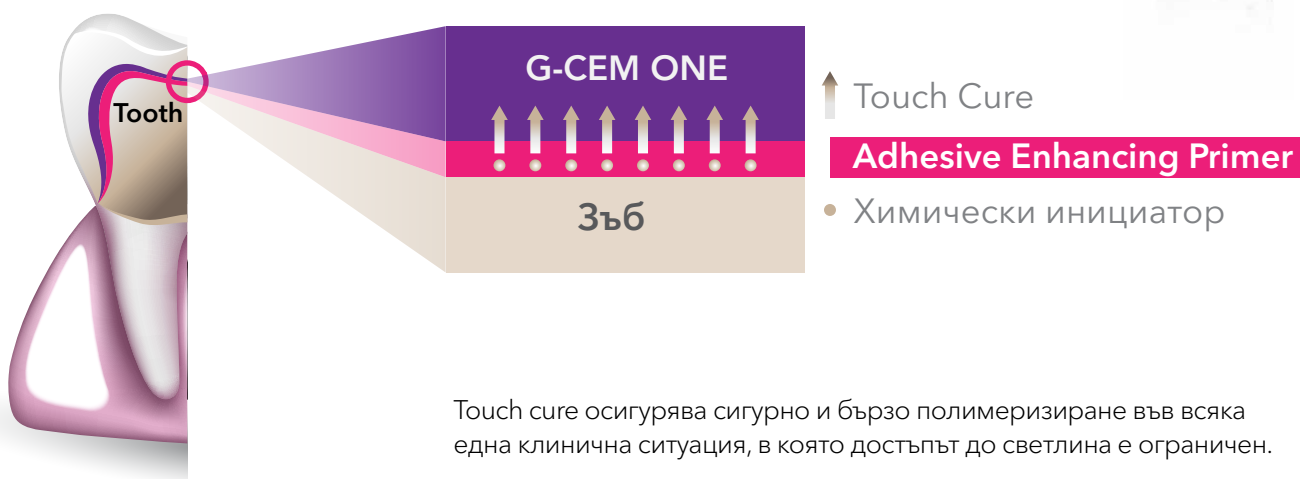 Tooth
G-CEM ONE
Зъб
Touch Cure
Adhesive Enhancing Primer
Химически инициатор
Touch cure осигурява сигурно и бързо полимеризиране във всяка
една клинична ситуация, в която достъпът до светлина е ограничен.